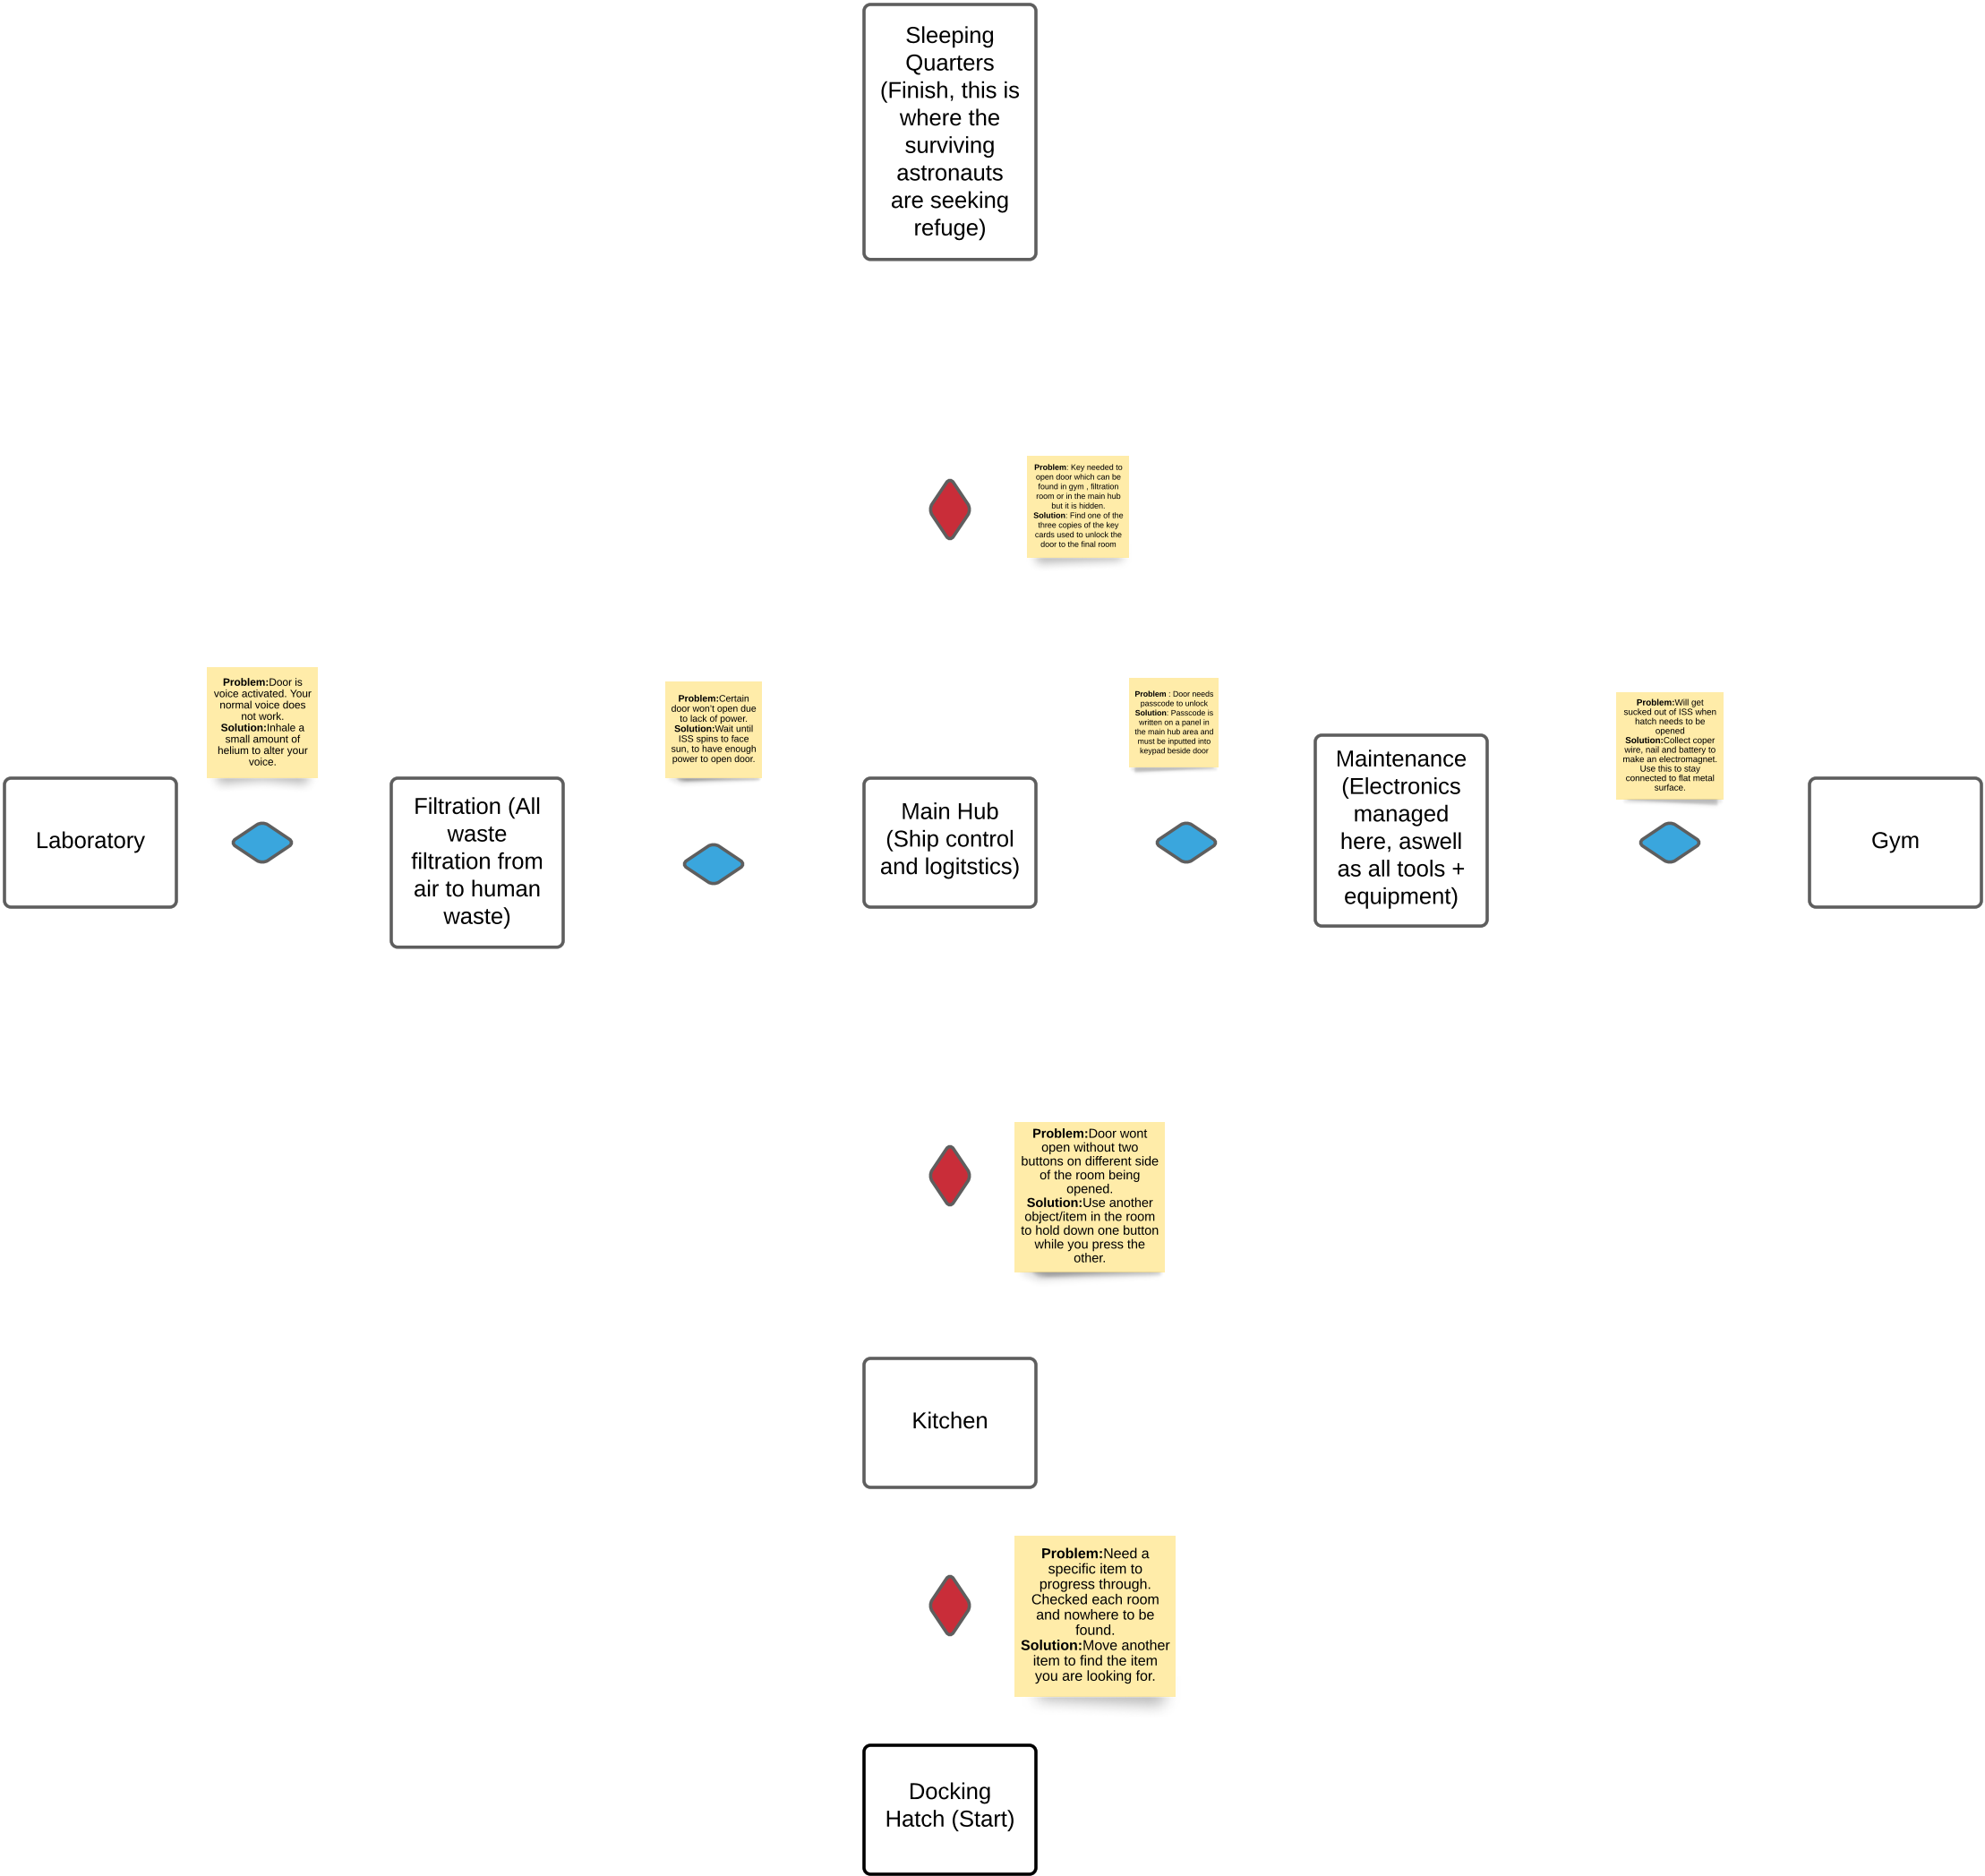 Sleeping
Quarters
(Finish, this is
where the
surviving
astronauts
are seeking
refuge)
Problem: Key needed to
open door which can be
found in gym , filtration
room or in the main hub
but it is hidden.
Solution: Find one of the
three copies of the key
cards used to unlock the
door to the final room
Problem:Door is
voice activated. Your
normal voice does
not work.
Solution:Inhale a
small amount of
helium to alter your
voice.
Problem:Certain
door won't open due
to lack of power.
Solution:Wait until
ISS spins to face
sun, to have enough
power to open door.
Problem : Door needs
passcode to unlock
Solution: Passcode is
written on a panel in
the main hub area and
must be inputted into
keypad beside door
Problem:Will get
sucked out of ISS when
hatch needs to be
opened
Solution:Collect coper
wire, nail and battery to
make an electromagnet.
Use this to stay
connected to flat metal
surface.
Laboratory
Filtration (All
waste
filtration from
air to human
waste)
Main Hub
(Ship control
and logitstics)
Maintenance
(Electronics
managed
here, aswell
as all tools +
equipment)
Gym
Problem:Door wont
open without two
buttons on different side
of the room being
opened.
Solution:Use another
object/item in the room
to hold down one button
while you press the
other.
Kitchen
Problem:Need a
specific item to
progress through.
Checked each room
and nowhere to be
found.
Solution:Move another
item to find the item
you are looking for.
Docking
Hatch (Start)